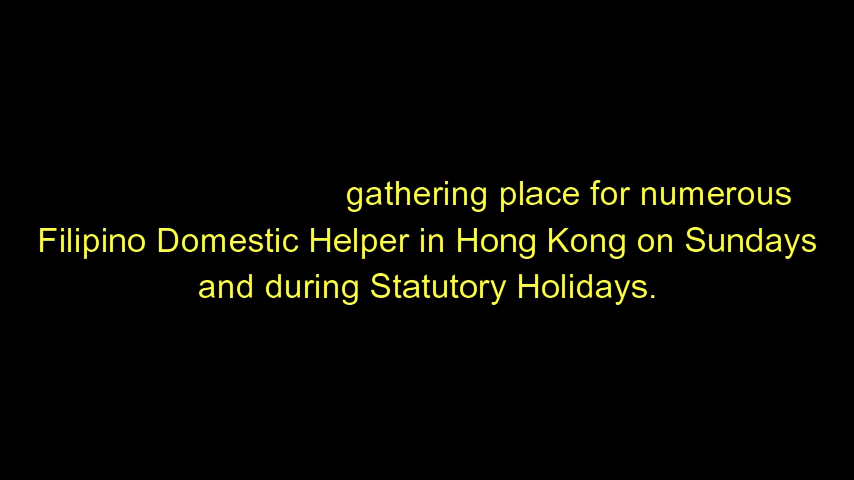 gathering place for numerous
Filipino Domestic Helper in Hong Kong on Sundays
and during Statutory Holidays.